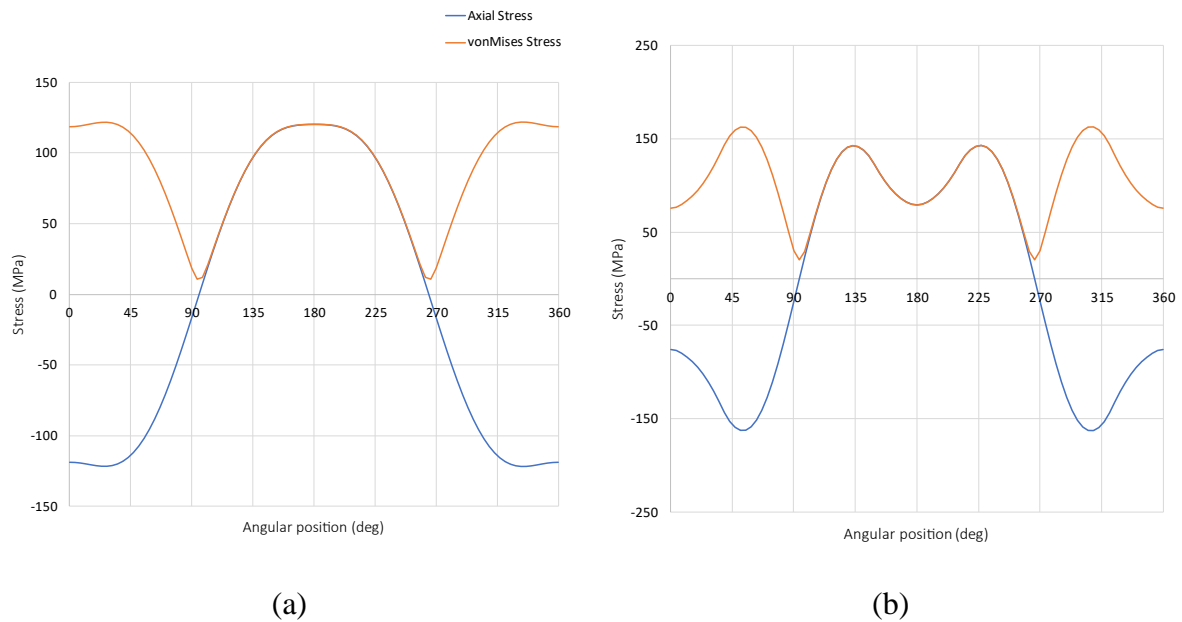 Axial Stress
vonMises Stress
150
100
50
0
-50
-100
-150
0 45 90 135 180 225 270 315 360
Stress (MPa)
Angular position (deg)
(a)
250
150
50
-50
-150
-250
0 45 90 135 180 225 270 315 360
Stress (MPa)
Angular position (deg)
(b)